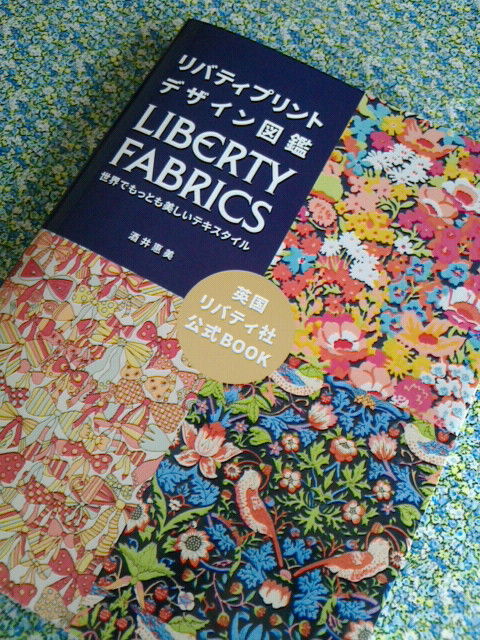 リバティプリント
デザイン図鑑
LIBERTY
FABRICS
世界でもっとも美しいテキスタイル
酒井惠美
英国
リバティ社
公式BOOK